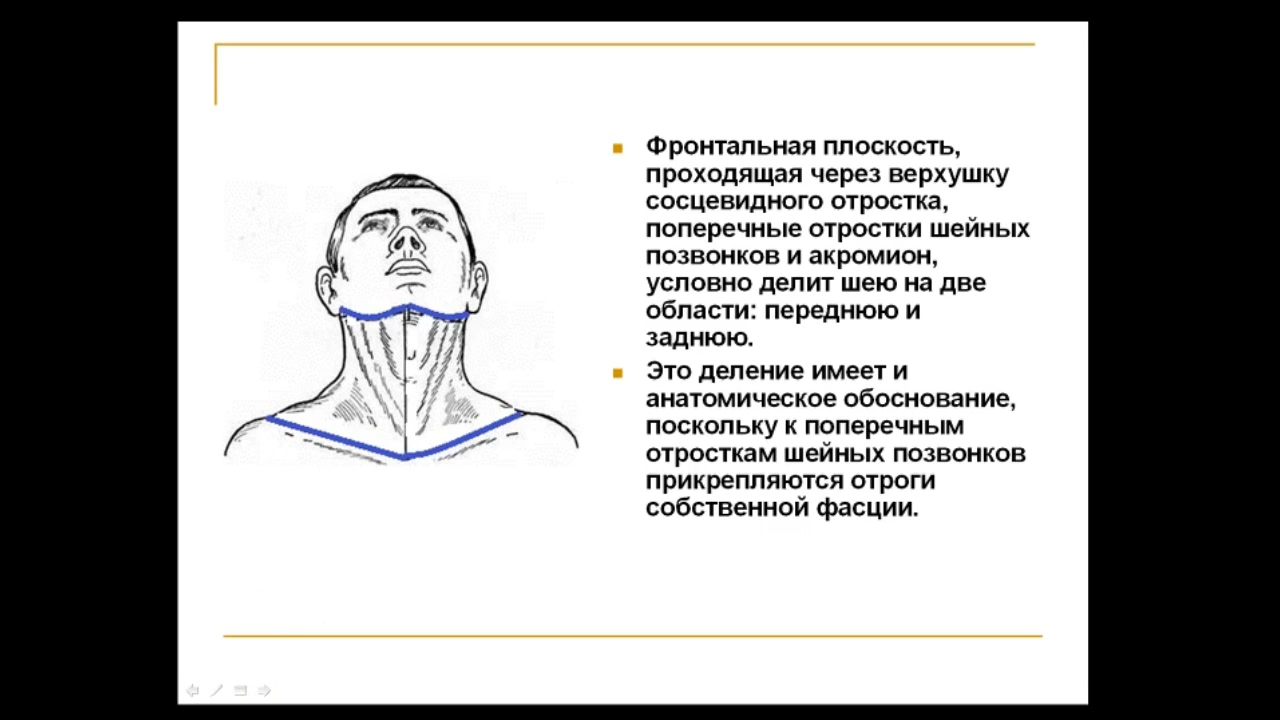 Фронтальная плоскость,
проходящая через верхушку
сосцевидного отростка,
поперечные отростки шейных
позвонков и акромион,
условно делит шею на две
области: переднюю и
заднюю.
Это деление имеет и
анатомическое обоснование,
поскольку к поперечным
отросткам шейных позвонков
прикрепляются отроги
собственной фасции.